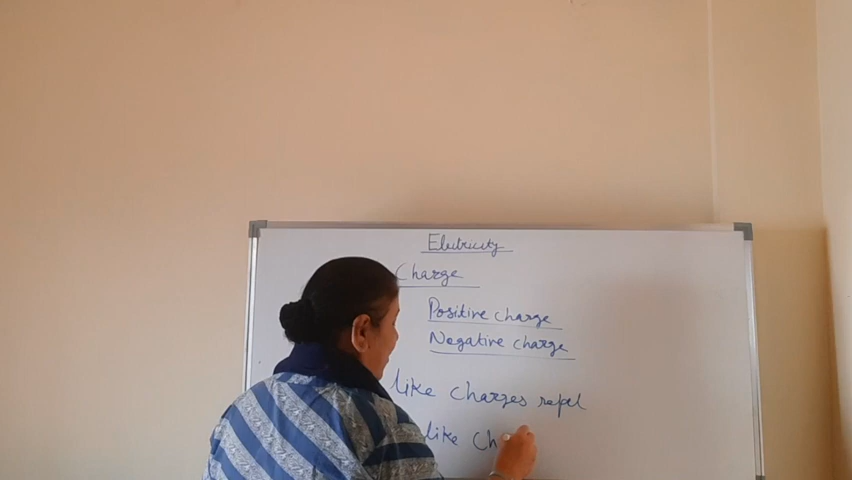 Electricity
Charge
Positive charge
Negative charge
like charges repel
like Ch